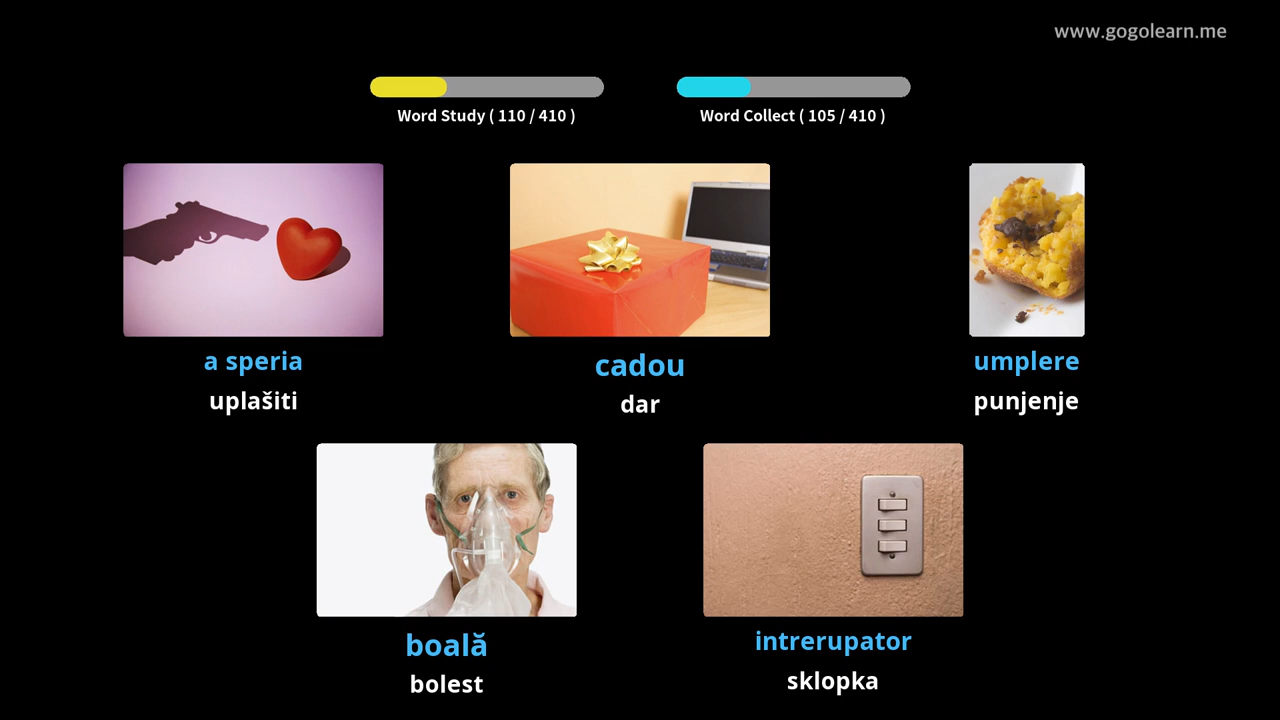 www.gogolearn.me
Word Study ( 110 / 410 )
Word Collect ( 105 / 410 )
a speria
uplašiti
cadou
dar
umplere
punjenje
boală
bolest
intrerupator
sklopka